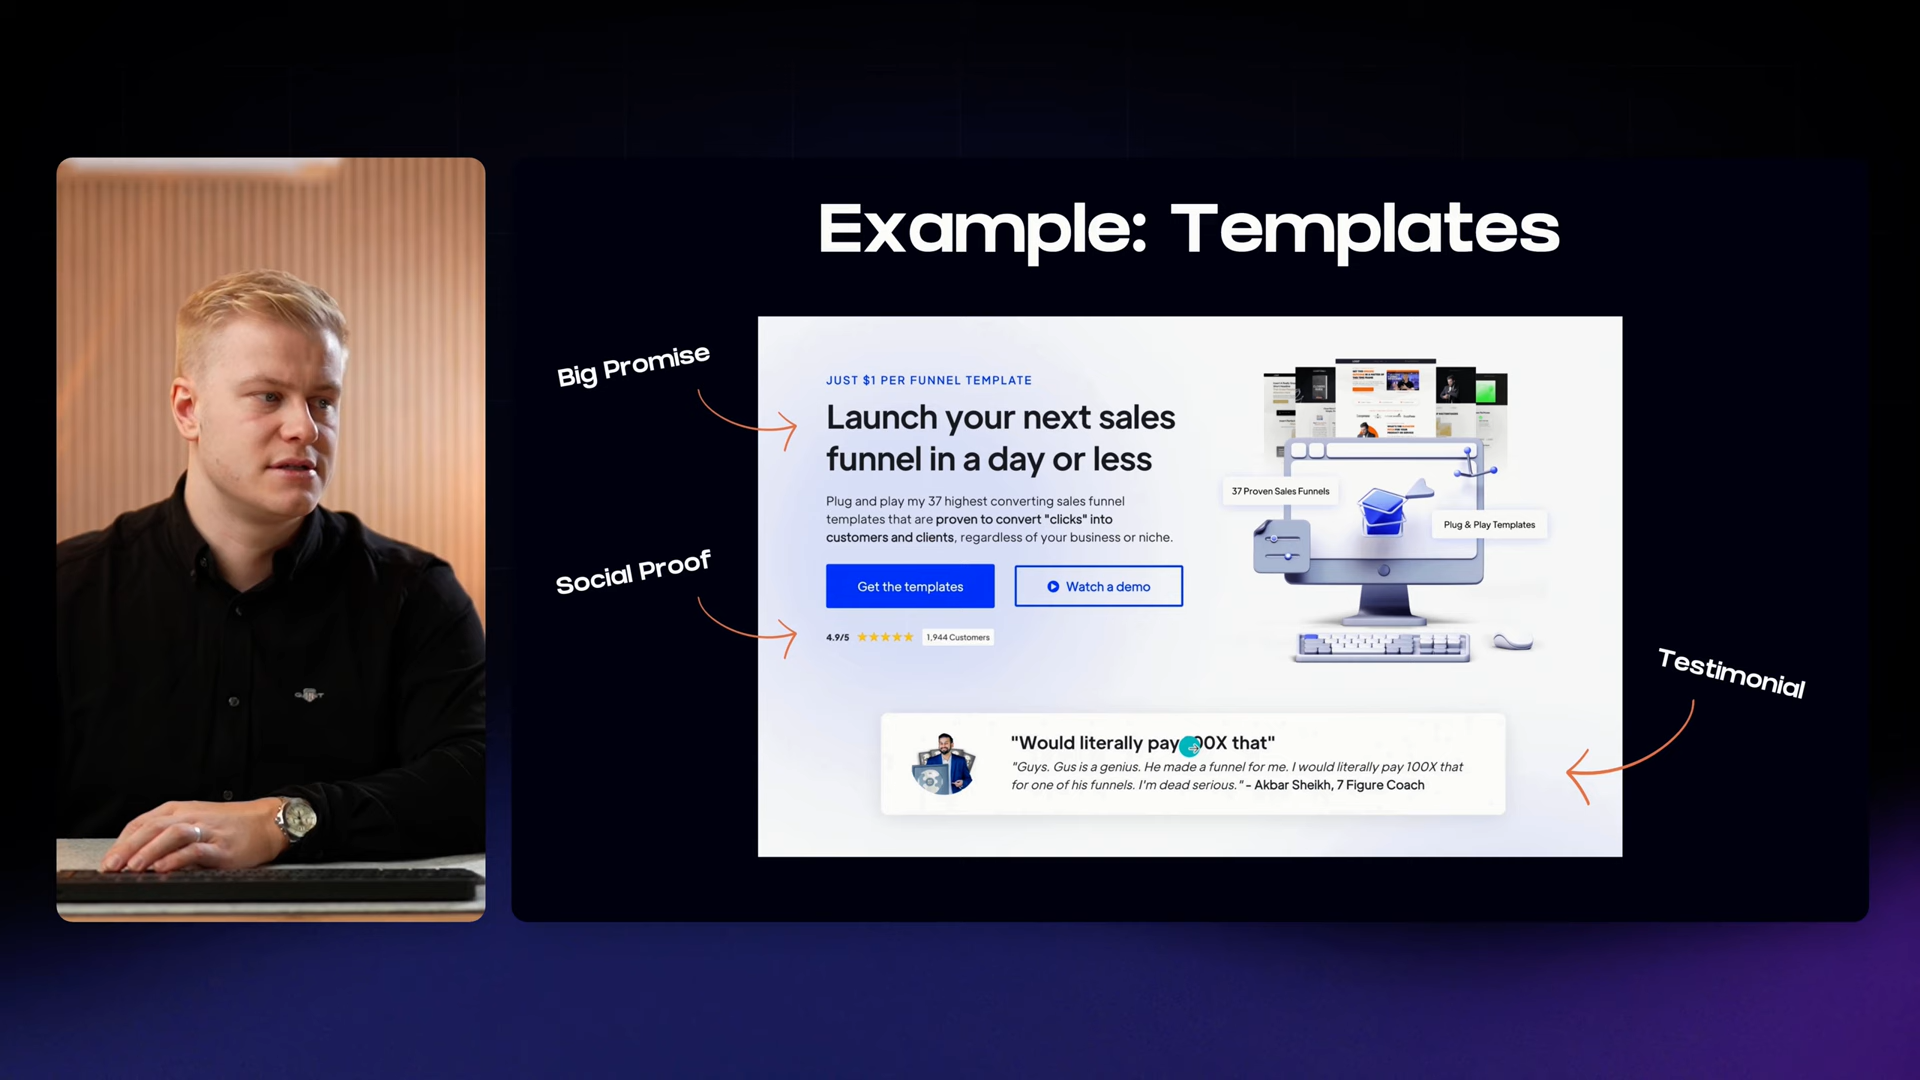 Example: Templates
Big Promise
JUST $1 PER FUNNEL TEMPLATE
Launch your next sales
funnel in a day or less
Plug and play my 37 highest converting sales funnel
templates that are proven to convert "clicks" into
customers and clients, regardless of your business or niche.
Get the templates
Watch a demo
Social Proof
4.9/5
1,944 Customers
37 Proven Sales Funnels
Plug & Play Templates
Testimonial
"Would literally pay 00X that"
"Guys. Gus is a genius. He made a funnel for me. I would literally pay 100X that
for one of his funnels. I'm dead serious." - Akbar Sheikh, 7 Figure Coach